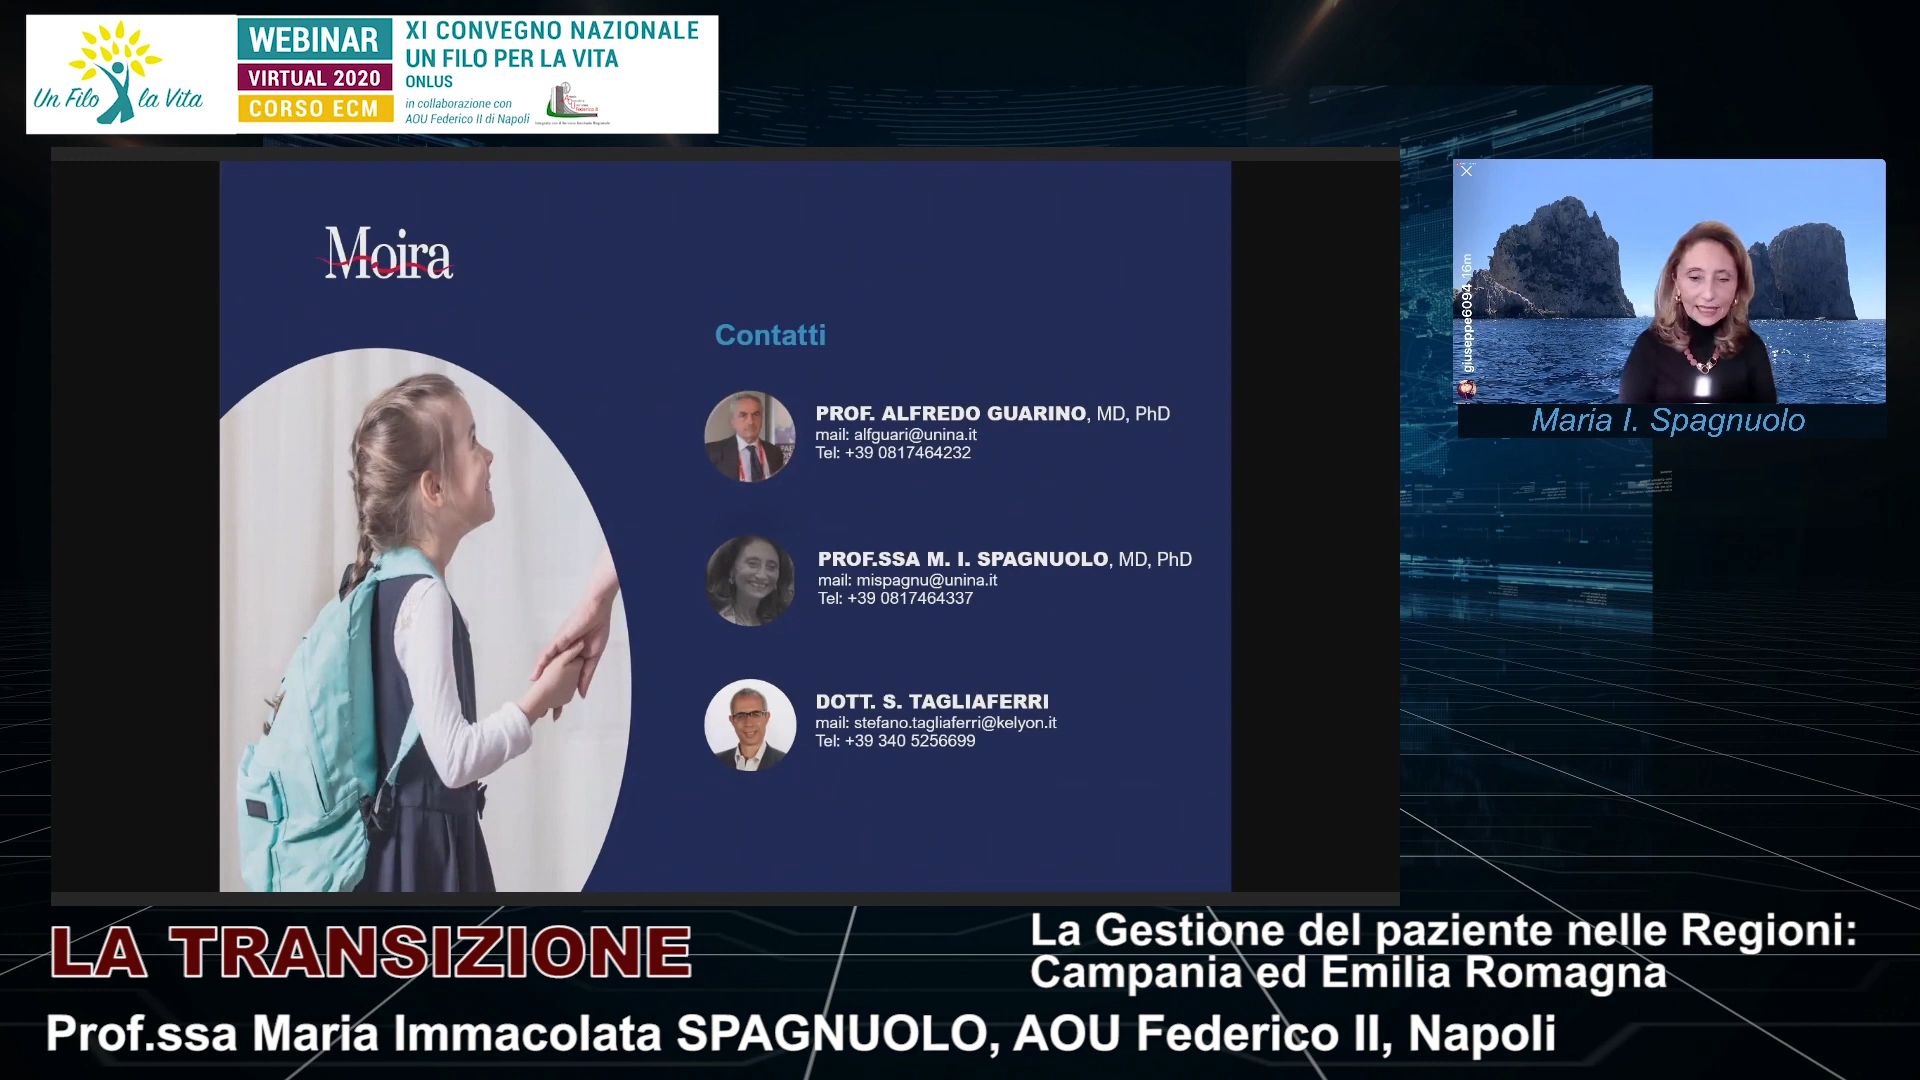 Un Filo la Vita
WEBINAR
VIRTUAL 2020
CORSO ECM
XI CONVEGNO NAZIONALE
UN FILO PER LA VITA
ONLUS
in collaborazione con
AOU Federico II di Napoli
Moira
Contatti
PROF. ALFREDO GUARINO, MD, PhD
mail: alfguari@unina.it
Tel: +39 0817464232
PROF.SSA M. I. SPAGNUOLO, MD, PhD
mail: mispagnu@unina.it
Tel: +39 0817464337
DOTT. S. TAGLIAFERRI
mail: stefano.tagliaferri@kelyon.it
Tel: +39 340 5256699
giuseppe6094 16m
Maria I. Spagnuolo
LA TRANSIZIONE
La Gestione del paziente nelle Regioni:
Campania ed Emilia Romagna
Prof.ssa Maria Immacolata SPAGNUOLO, AOU Federico II, Napoli